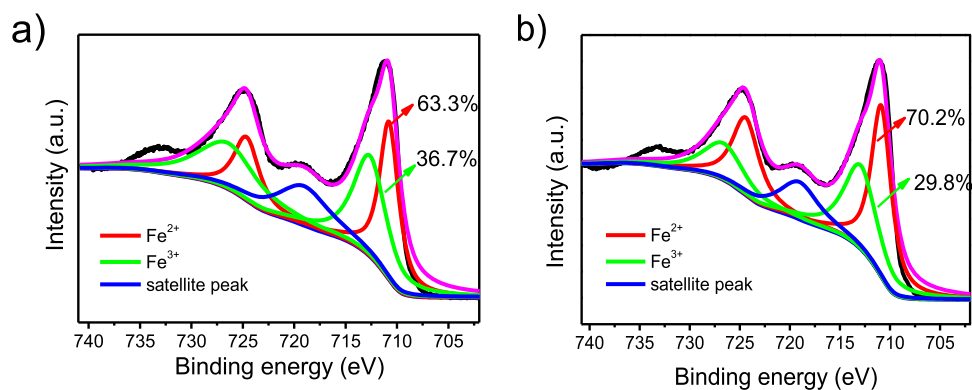 a)
Intensity (a.u.)
63.3%
36.7%
Fe²⁺
Fe³⁺
satellite peak
740 735 730 725 720 715 710 705
Binding energy (eV)
b)
Intensity (a.u.)
70.2%
29.8%
Fe²⁺
Fe³⁺
satellite peak
740 735 730 725 720 715 710 705
Binding energy (eV)